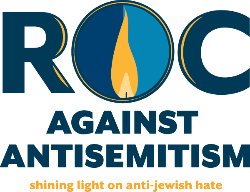 ROC
AGAINST
ANTISEMITISM
shining light on anti-jewish hate